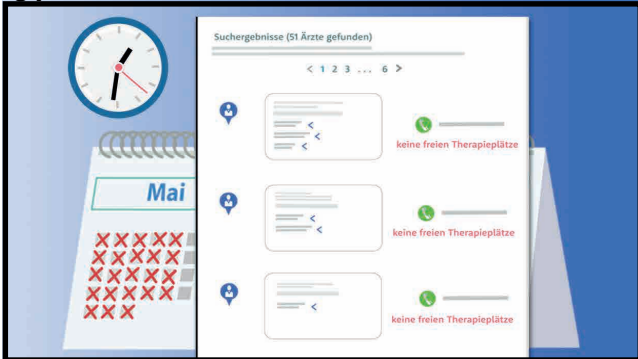 Suchergebnisse (51 Ärzte gefunden)
< 1 2 3 ... 6 >
keine freien Therapieplätze
Mai
keine freien Therapieplätze
keine freien Therapieplätze